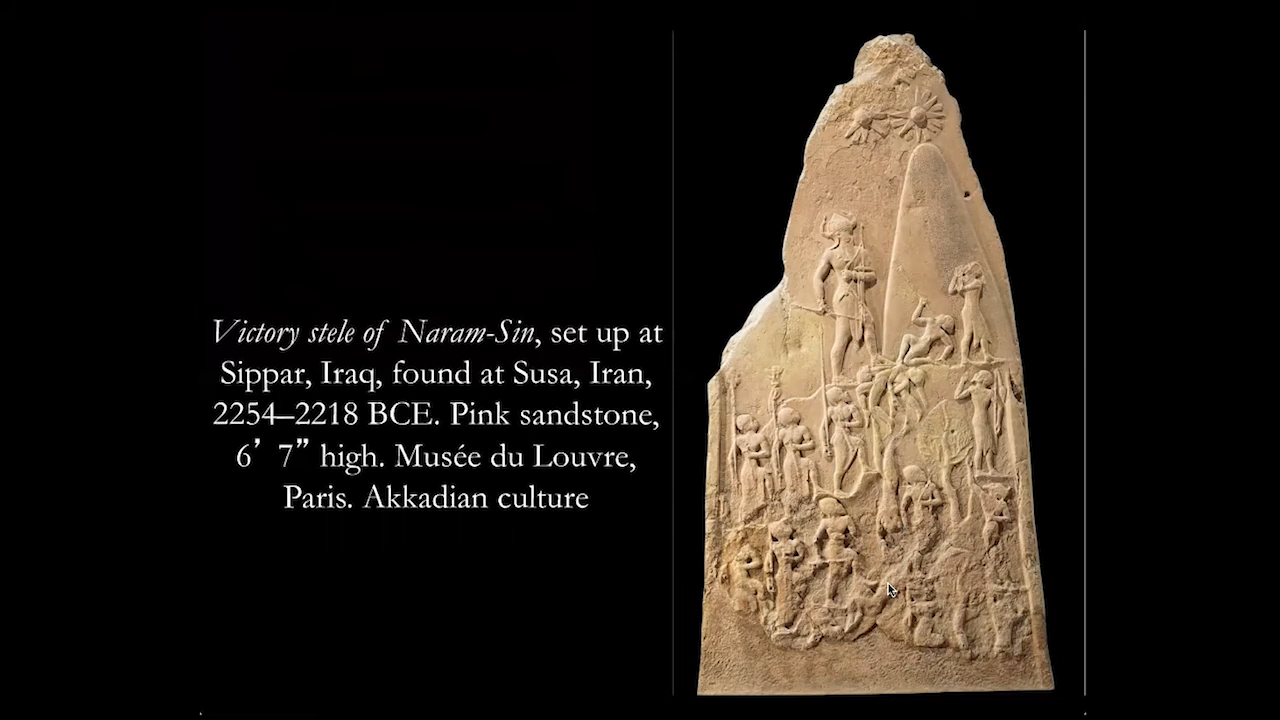 Victory stele of Naram-Sin, set up at
Sippar, Iraq, found at Susa, Iran,
2254–2218 BCE. Pink sandstone,
6’ 7” high. Musée du Louvre,
Paris. Akkadian culture